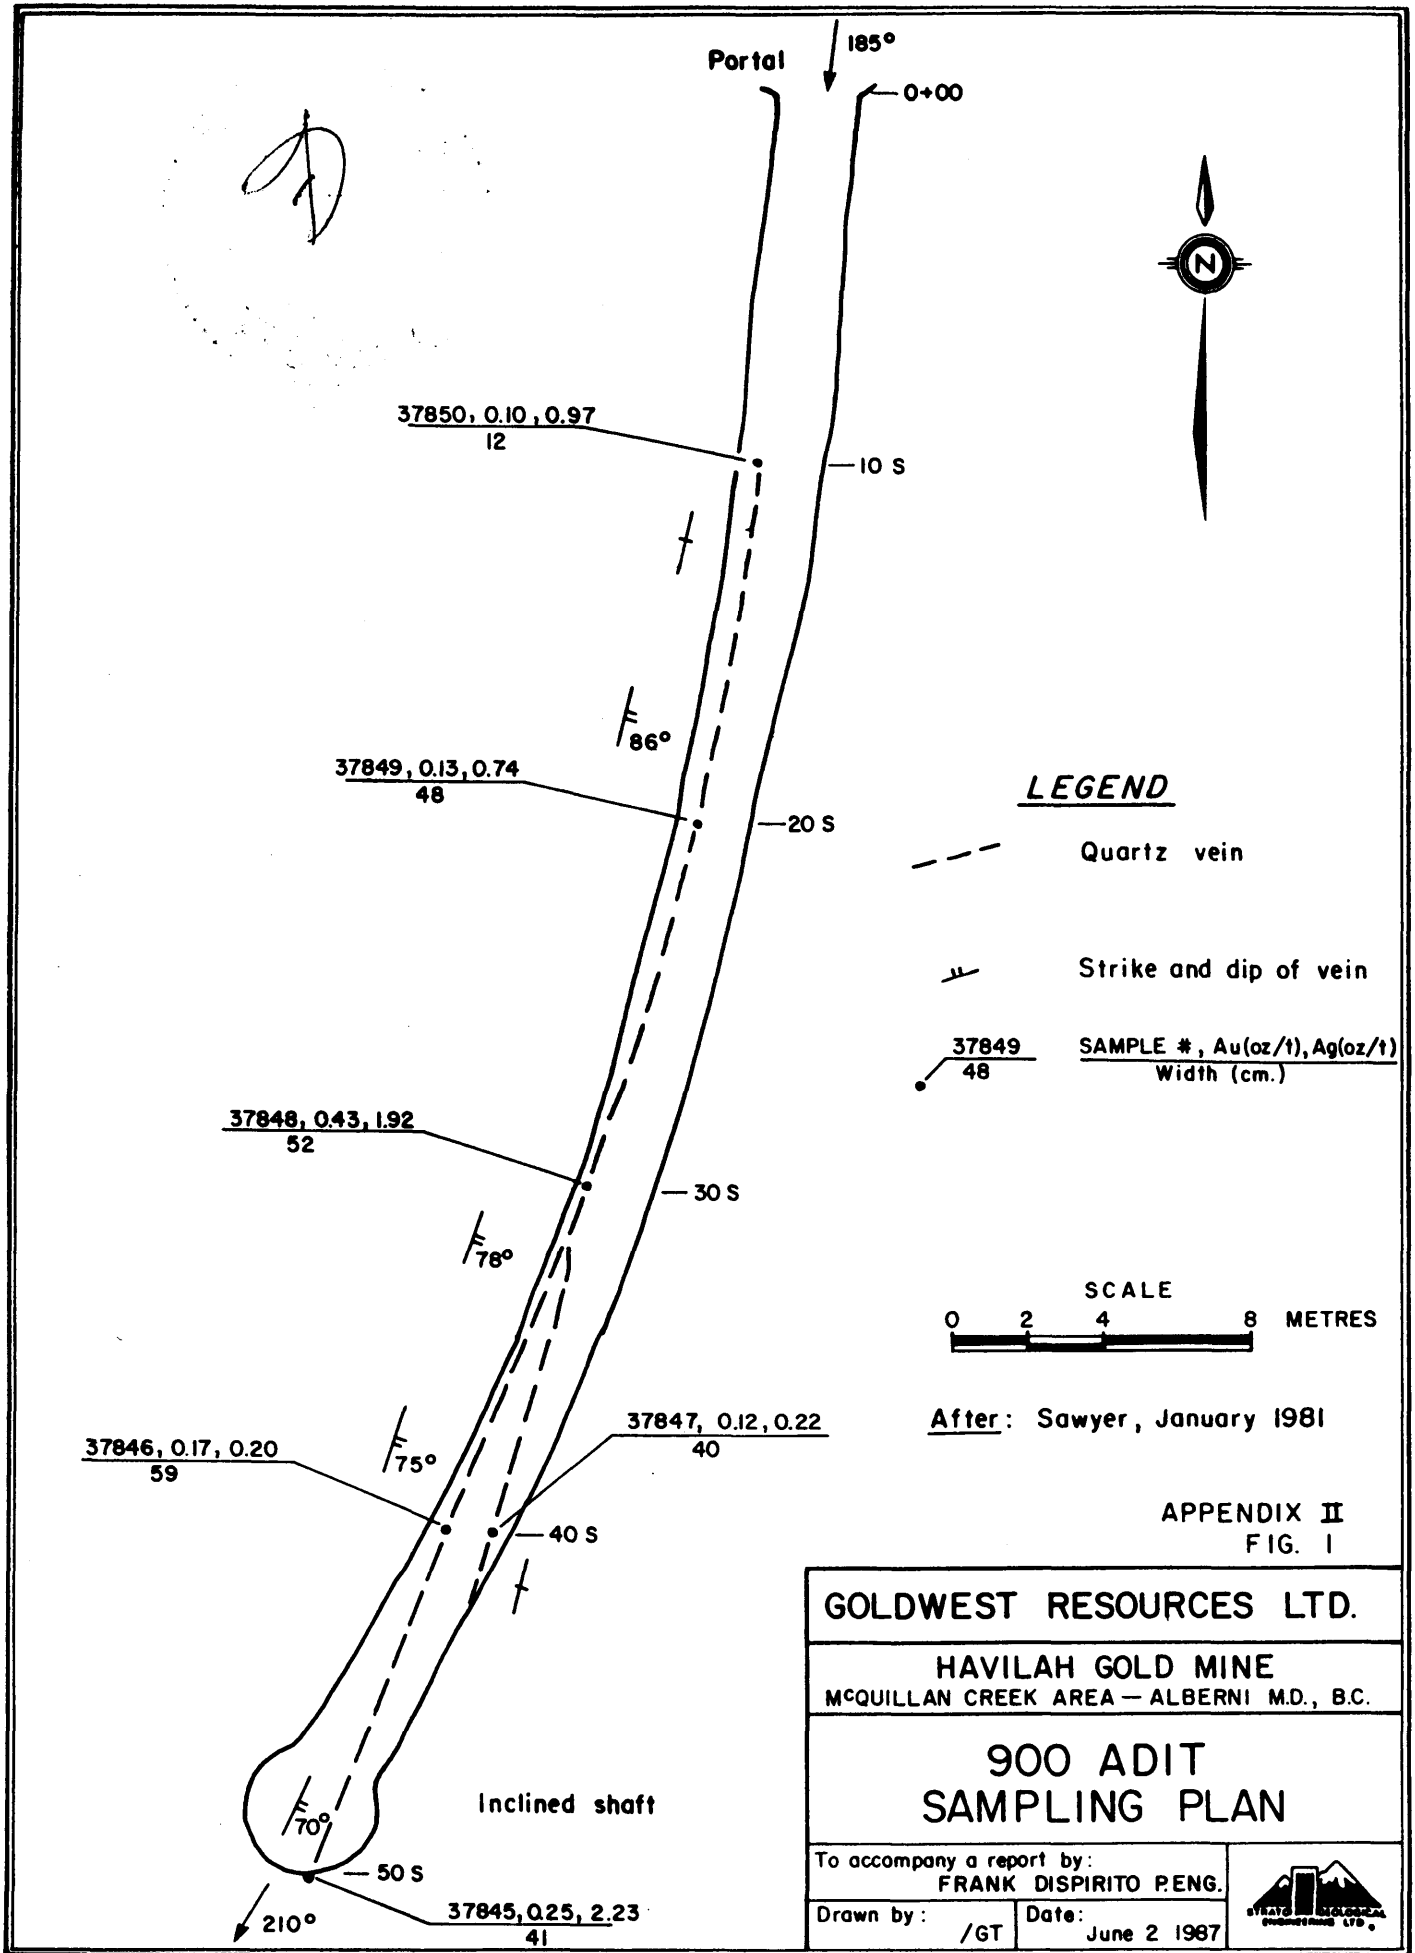 185°
Portal
0+00
N
37850, 0.10, 0.97
12
10 S
86°
37849, 0.13, 0.74
48
20 S
LEGEND
Quartz vein
Strike and dip of vein
37849
48
SAMPLE #, Au(oz/t), Ag(oz/t)
Width (cm.)
37848, 0.43, 1.92
52
30 S
78°
SCALE
0 2 4 8 METRES
After: Sawyer, January 1981
37847, 0.12, 0.22
40
37846, 0.17, 0.20
59
75°
40 S
APPENDIX II
FIG. 1
GOLDWEST RESOURCES LTD.
HAVILAH GOLD MINE
McQUILLAN CREEK AREA — ALBERNI M.D., B.C.
900 ADIT
SAMPLING PLAN
Inclined shaft
70°
50 S
210°
37845, 0.25, 2.23
41
To accompany a report by:
FRANK DISPIRITO P.ENG.
Drawn by:
/GT
Date:
June 2 1987
STRATO GEOLOGICAL
ENGINEERING LTD.